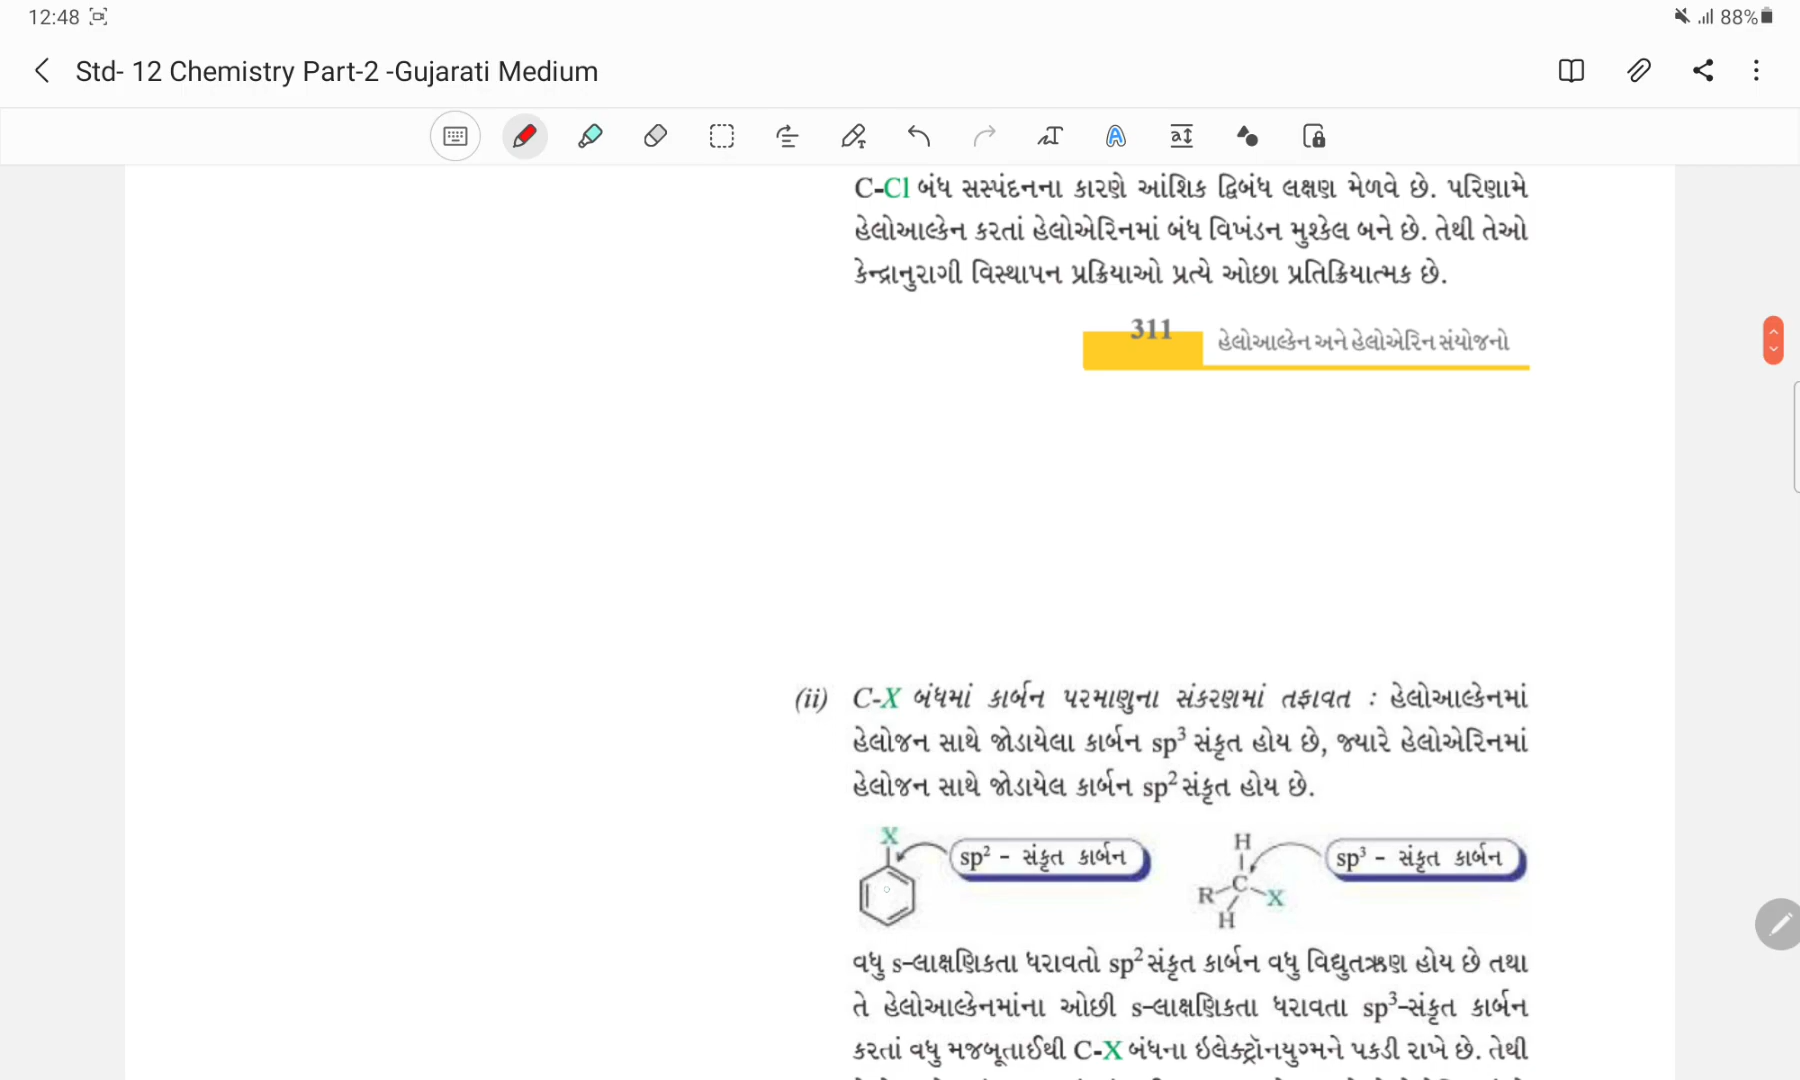 12:48
88%
Std- 12 Chemistry Part-2 -Gujarati Medium
C-Cl બંધ સસ્પંદનના કારણે આંશિક દ્વિબંધ લક્ષણ મેળવે છે. પરિણામે
હેલોઆલ્કેન કરતાં હેલોએરિનમાં બંધ વિખંડન મુશ્કેલ બને છે. તેથી તેઓ
કેન્દ્રાનુરાગી વિસ્થાપન પ્રક્રિયાઓ પ્રત્યે ઓછા પ્રતિક્રિયાત્મક છે.
311 હેલોઆલ્કેન અને હેલોએરિન સંયોજનો
(ii) C-X બંધમાં કાર્બન પરમાણુના સંકરણમાં તફાવત : હેલોઆલ્કેનમાં
હેલોજન સાથે જોડાયેલા કાર્બન sp³ સંકૃત હોય છે, જ્યારે હેલોએરિનમાં
હેલોજન સાથે જોડાયેલ કાર્બન sp² સંકૃત હોય છે.
X sp² - સંકૃત કાર્બન H sp³ - સંકૃત કાર્બન
R C X
H
વધુ s-લાક્ષણિકતા ધરાવતો sp² સંકૃત કાર્બન વધુ વિદ્યુતઋણ હોય છે તથા
તે હેલોઆલ્કેનમાંના ઓછી s-લાક્ષણિકતા ધરાવતા sp³-સંકૃત કાર્બન
કરતાં વધુ મજબૂતાઈથી C-X બંધના ઇલેક્ટ્રૉનયુગ્મને પકડી રાખે છે. તેથી